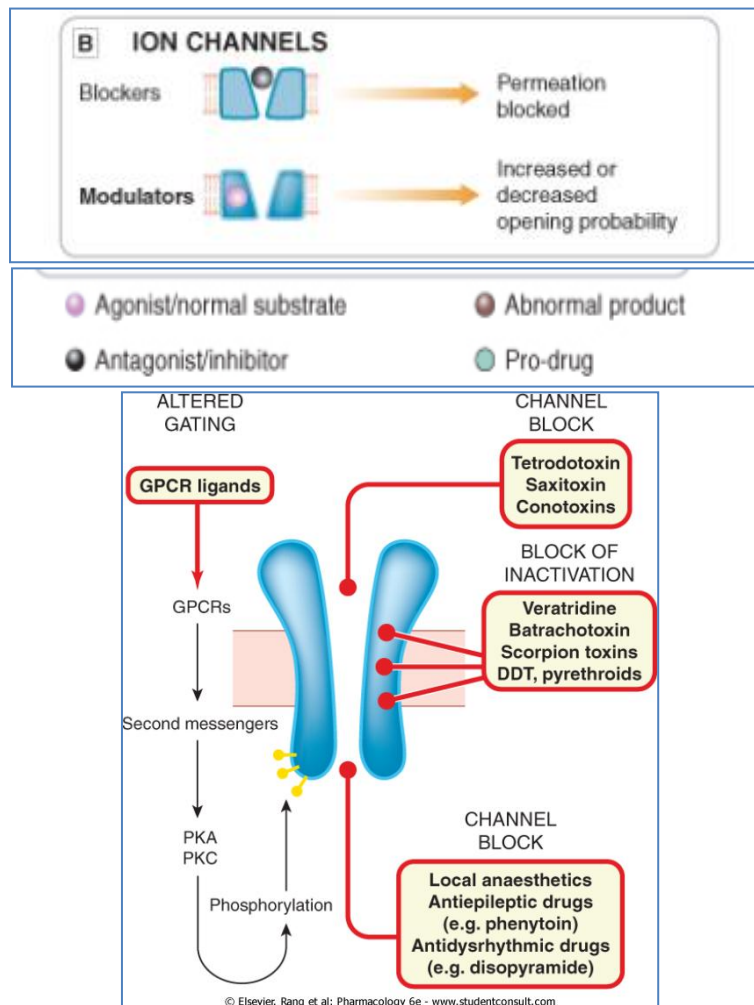 B ION CHANNELS
Blockers
Permeation
blocked
Modulators
Increased or
decreased
opening probability
Agonist/normal substrate
Abnormal product
Antagonist/inhibitor
Pro-drug
ALTERED
GATING
CHANNEL
BLOCK
GPCR ligands
Tetrodotoxin
Saxitoxin
Conotoxins
BLOCK OF
INACTIVATION
GPCRs
Veratridine
Batrachotoxin
Scorpion toxins
DDT, pyrethroids
Second messengers
PKA
PKC
Phosphorylation
CHANNEL
BLOCK
Local anaesthetics
Antiepileptic drugs
(e.g. phenytoin)
Antidysrhythmic drugs
(e.g. disopyramide)
© Elsevier. Rang et al: Pharmacology 6e - www.studentconsult.com